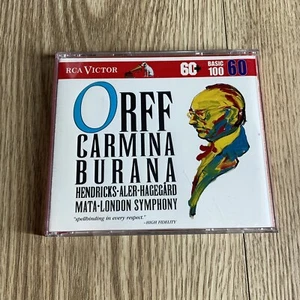 RCA VICTOR
60+
BASIC
100
60
ORFF
CARMINA
BURANA
HENDRICKS·ALER·HAGEGÅRD
MATA·LONDON SYMPHONY
"spellbinding in every respect."
—HIGH FIDELITY